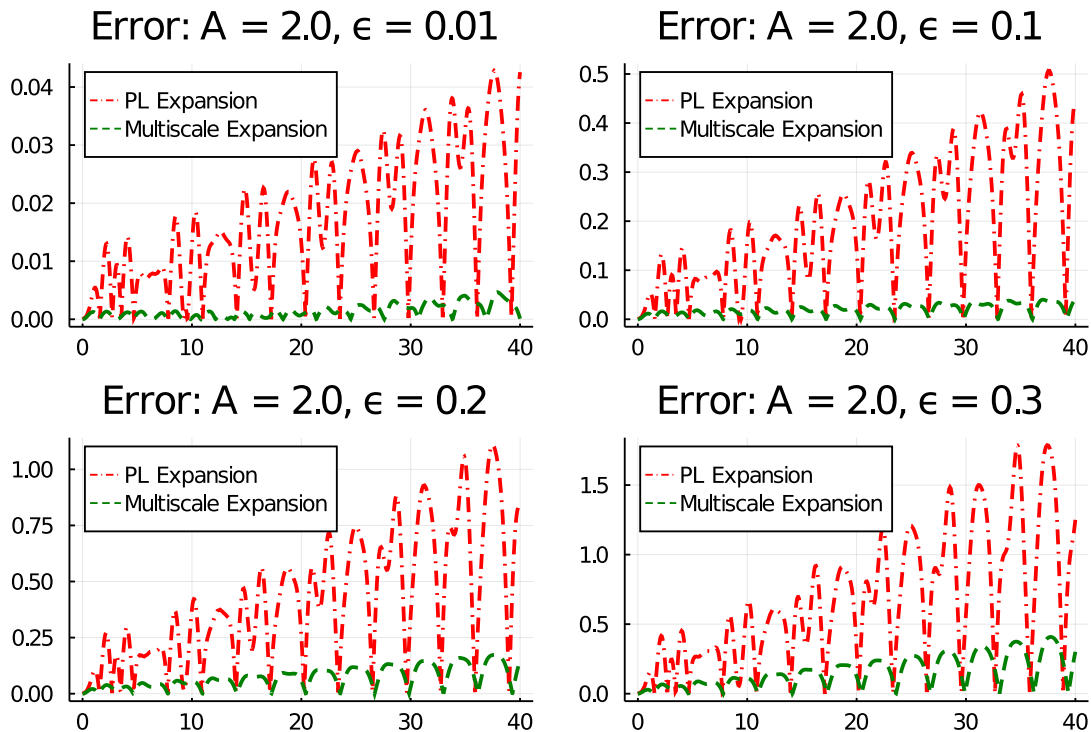 Error: A = 2.0, ϵ = 0.01
0.04
0.03
0.02
0.01
0.00
PL Expansion
Multiscale Expansion
0 10 20 30 40
Error: A = 2.0, ϵ = 0.1
0.5
0.4
0.3
0.2
0.1
0.0
PL Expansion
Multiscale Expansion
0 10 20 30 40
Error: A = 2.0, ϵ = 0.2
1.00
0.75
0.50
0.25
0.00
PL Expansion
Multiscale Expansion
0 10 20 30 40
Error: A = 2.0, ϵ = 0.3
1.5
1.0
0.5
0.0
PL Expansion
Multiscale Expansion
0 10 20 30 40